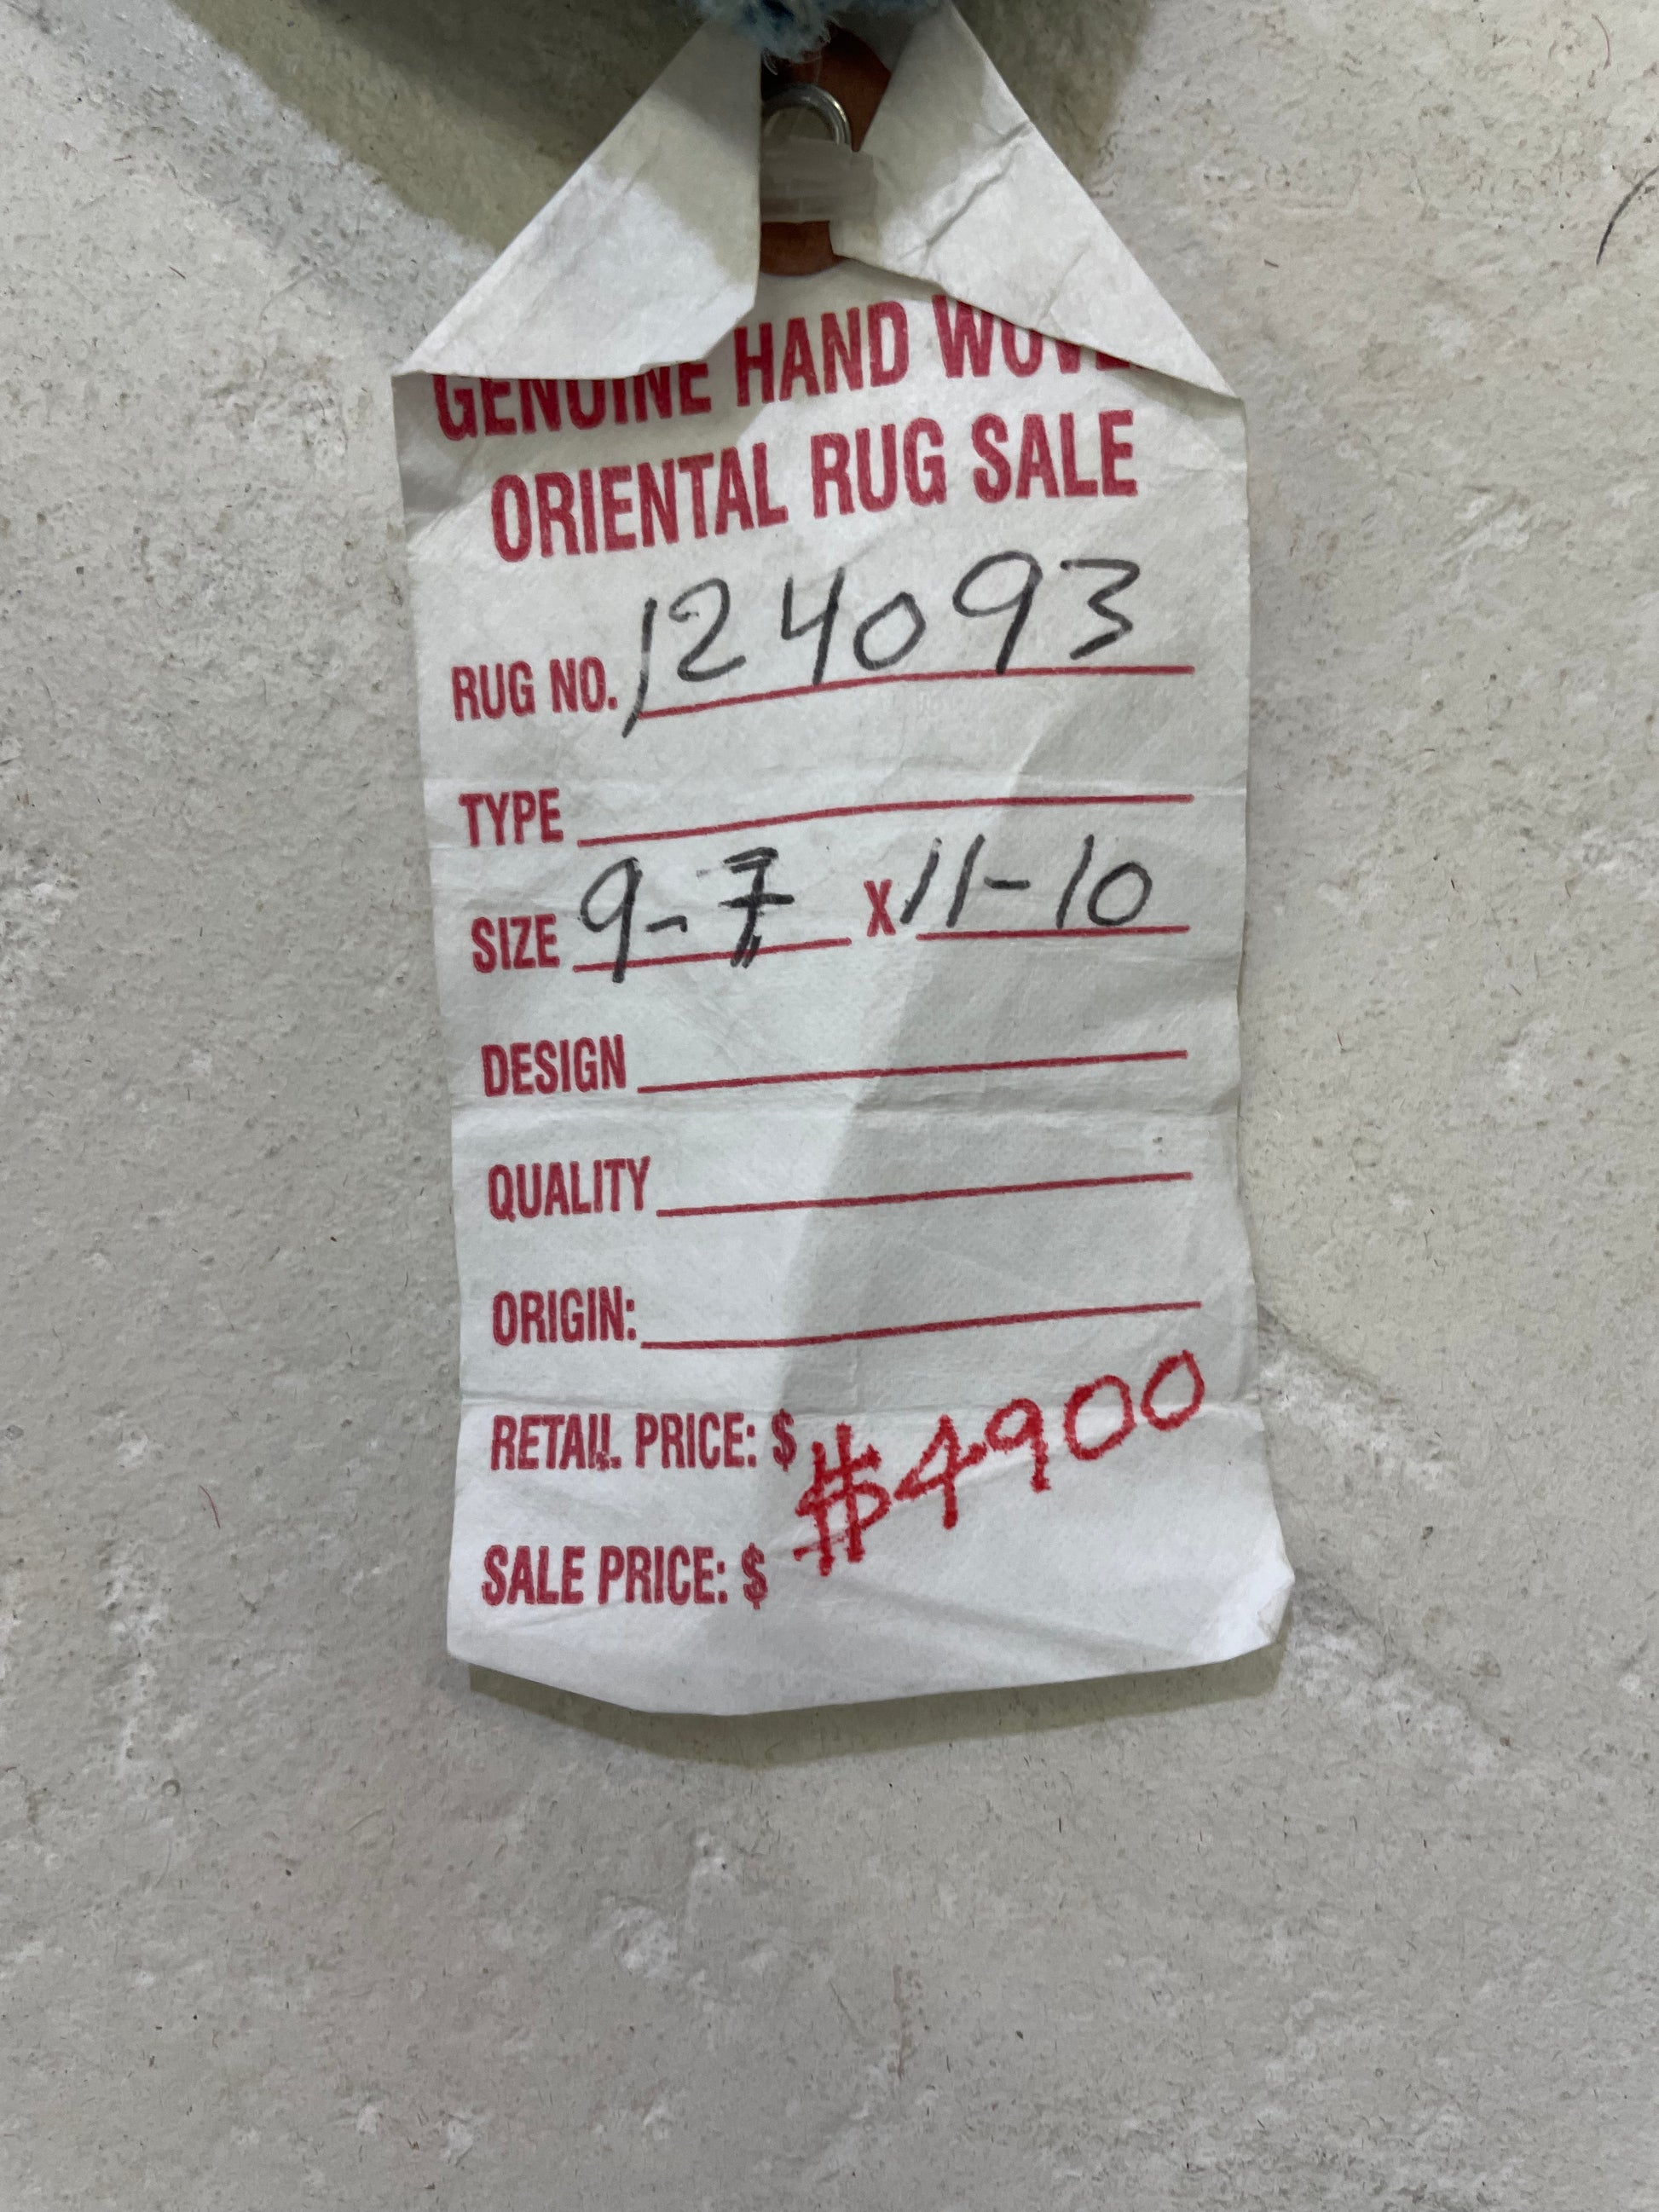 GENUINE HAND
ORIENTAL RUG SALE
RUG NO. 124093
TYPE
SIZE 9-7 X 11-10
DESIGN
QUALITY
ORIGIN:
RETAIL PRICE: $ $4900
SALE PRICE: $